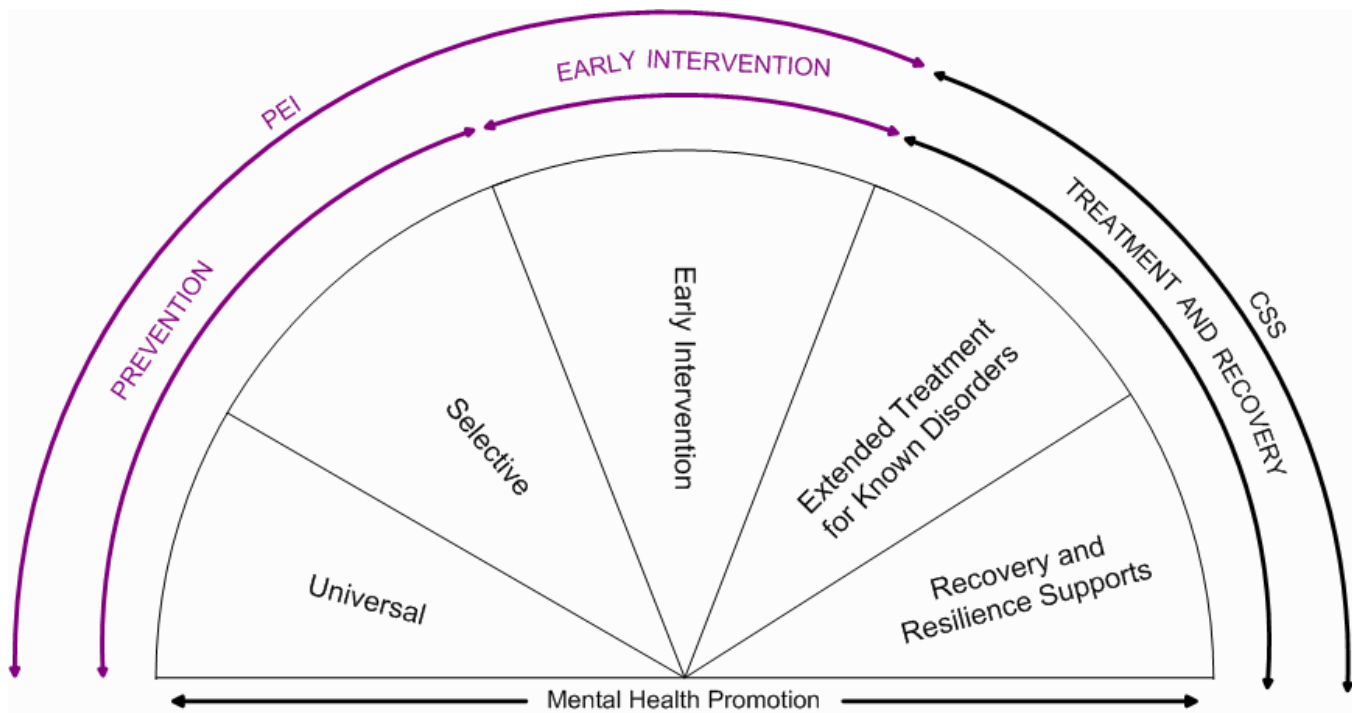 PEI
EARLY INTERVENTION
PREVENTION
TREATMENT AND RECOVERY
CSS
Universal
Selective
Early Intervention
Extended Treatment
for Known Disorders
Recovery and
Resilience Supports
Mental Health Promotion